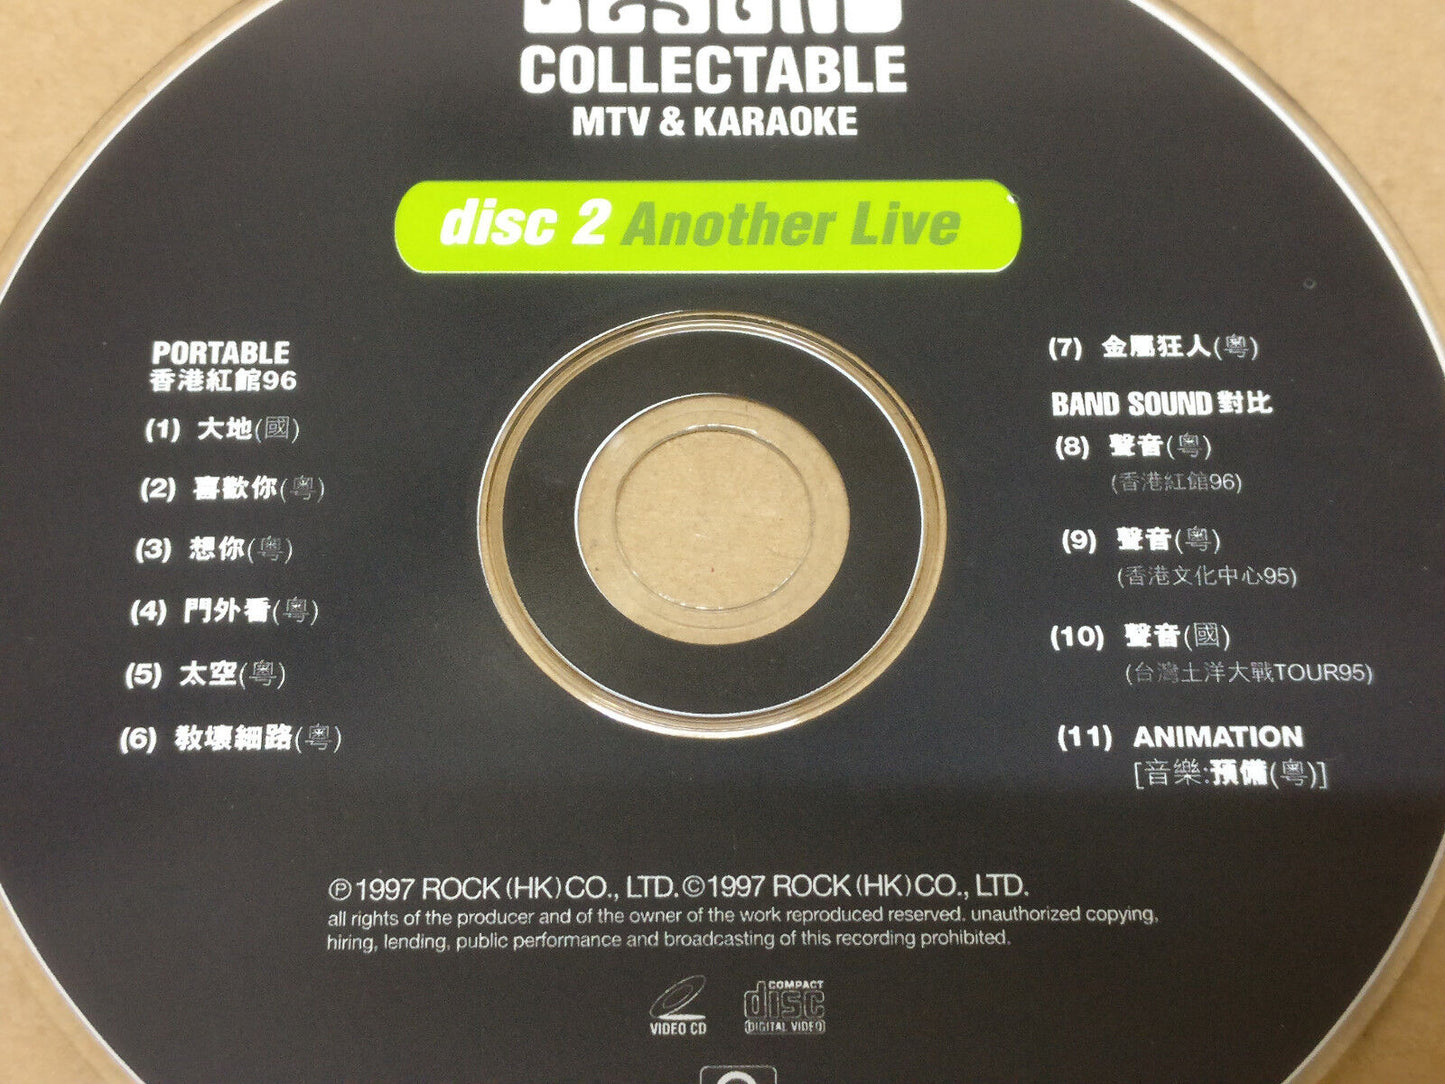 COLLECTABLE
MTV & KARAOKE
disc 2 Another Live
PORTABLE
香港紅館96
(1) 大地(國)
(2) 喜歡你(粵)
(3) 想你(粵)
(4) 門外看(粵)
(5) 太空(粵)
(6) 教壞細路(粵)
(7) 金屬狂人(粵)
BAND SOUND 對比
(8) 聲音(粵)
(香港紅館96)
(9) 聲音(粵)
(香港文化中心95)
(10) 聲音(國)
(台灣土洋大戰TOUR95)
(11) ANIMATION
[音樂:預備(粵)]
℗1997 ROCK (HK) CO., LTD. ©1997 ROCK (HK) CO., LTD.
all rights of the producer and of the owner of the work reproduced reserved. unauthorized copying,
hiring, lending, public performance and broadcasting of this recording prohibited.
VIDEO CD
COMPACT
disc
DIGITAL VIDEO